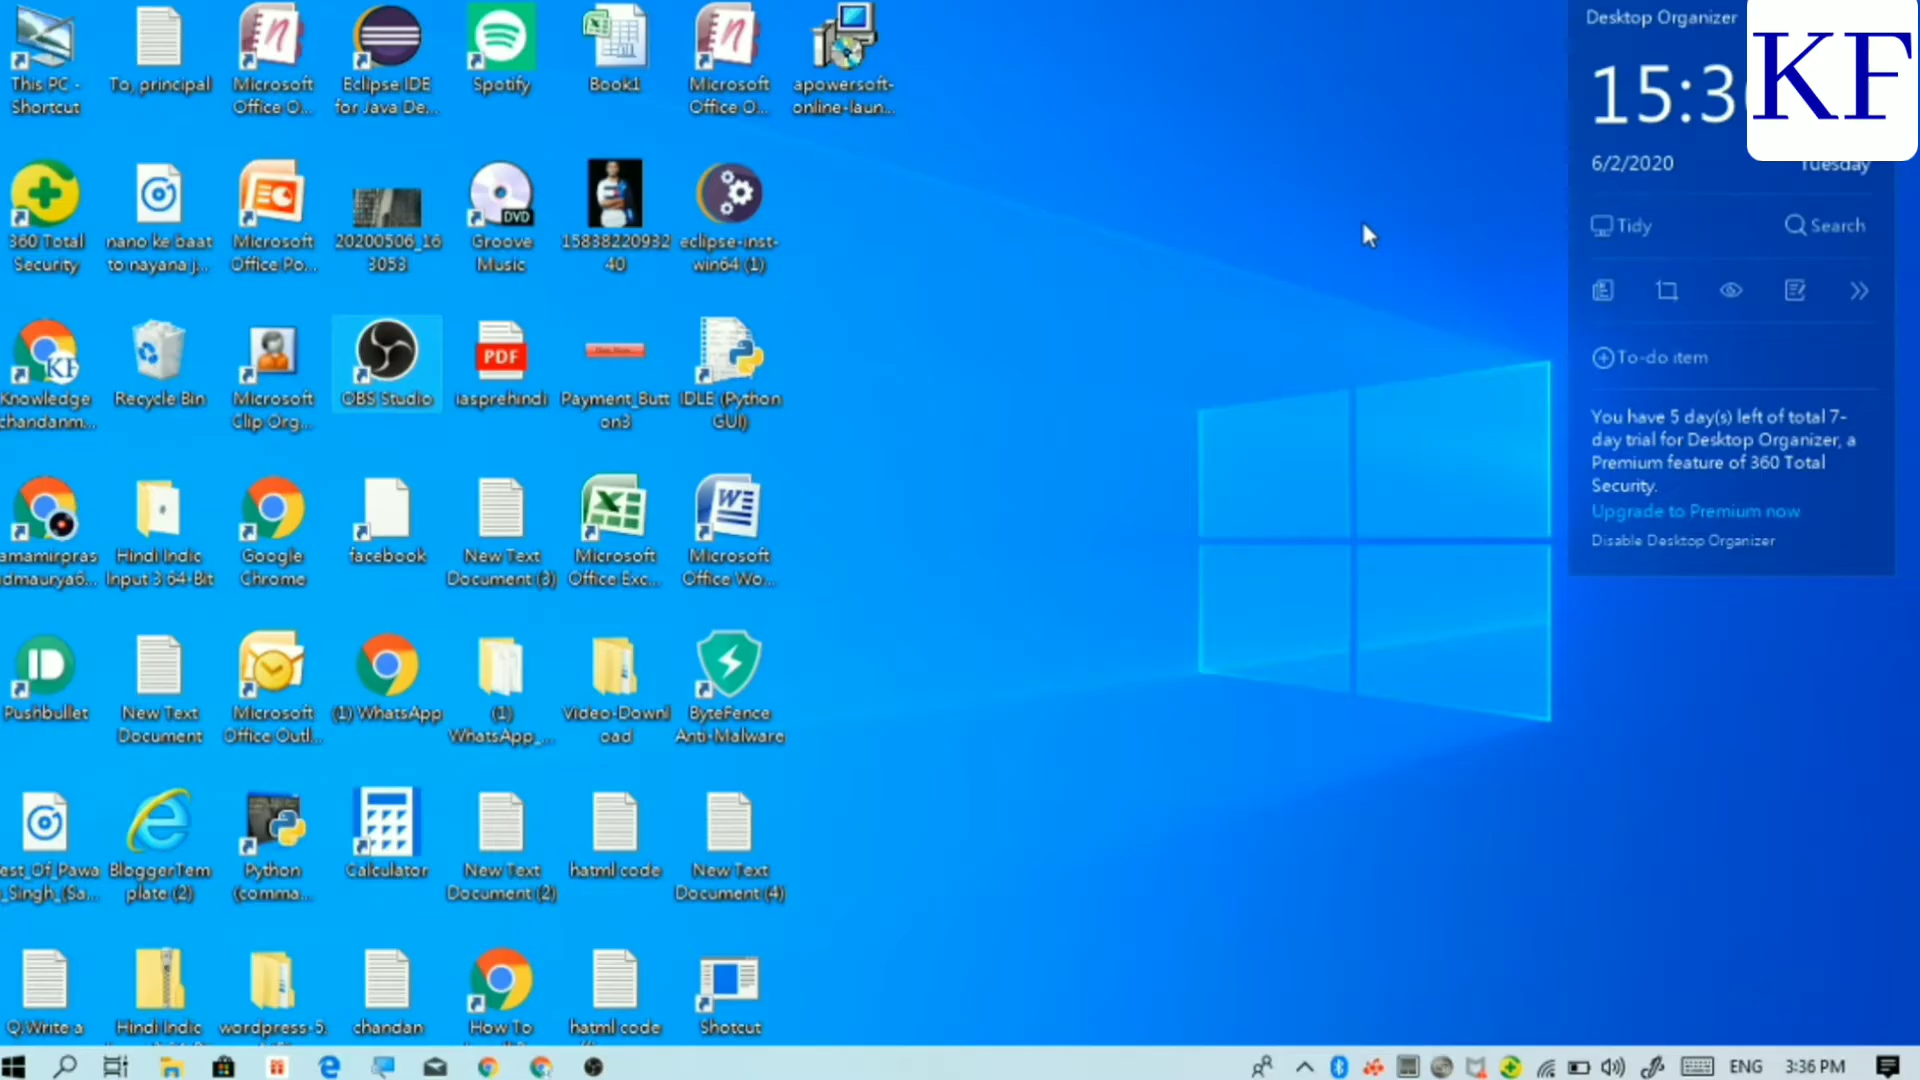 This PC -
Shortcut
To, principal
Microsoft
Office O...
Eclipse IDE
for Java De...
Spotify
Book1
Microsoft
Office O...
apowersoft-
online-laun...
Desktop Organizer
15:3
KF
6/2/2020
Tuesday
Tidy
Search
360 Total
Security
nano ke baat
to nayana j...
Microsoft
Office Po...
20200506_16
3053
DVD
Groove
Music
15838220932
40
eclipse-inst-
win64 (1)
KF
Knowledge
chandanm...
Recycle Bin
Microsoft
Clip Org...
OBS Studio
PDF
iasprehindi
Payment_Butt
on3
IDLE (Python
GUI)
To-do item
You have 5 day(s) left of total 7-
day trial for Desktop Organizer, a
Premium feature of 360 Total
Security.
Upgrade to Premium now
Disable Desktop Organizer
amamirpras
dmaurya6...
Hindi Indic
Input 3 64-Bit
Google
Chrome
facebook
New Text
Document (3)
Microsoft
Office Exc...
Microsoft
Office Wo...
Pushbullet
New Text
Document
Microsoft
Office Outl...
(1) WhatsApp
(1)
WhatsApp_...
Video-Downl
oad
ByteFence
Anti-Malware
est_Of_Pawa
_Singh_(Sa...
BloggerTem
plate (2)
Python
(comma...
Calculator
New Text
Document (2)
hatml code
New Text
Document (4)
Q.Write a
Hindi Indic
wordpress-5.
chandan
How To
hatml code
Shotcut
ENG
3:36 PM